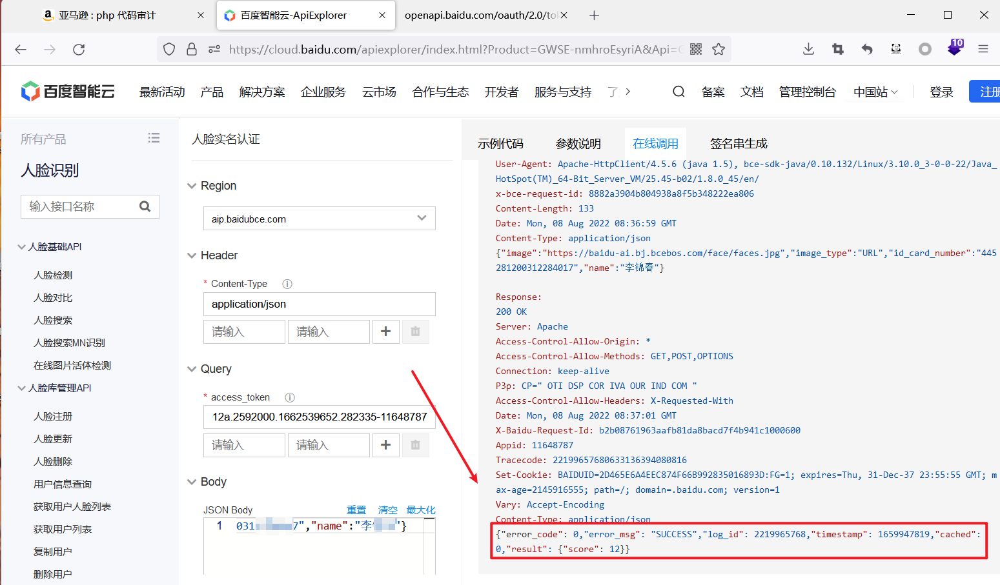 亚马逊 : php 代码审计
百度智能云-ApiExplorer
openapi.baidu.com/oauth/2.0/to
https://cloud.baidu.com/apiexplorer/index.html?Product=GWSE-nmhroEsyriA&Api=
10
百度智能云
最新活动 产品 解决方案 企业服务 云市场 合作与生态 开发者 服务与支持 备案 文档 管理控制台 中国站 登录 注册
所有产品
人脸识别
输入接口名称
人脸基础API
人脸检测
人脸对比
人脸搜索
人脸搜索MN识别
在线图片活体检测
人脸库管理API
人脸注册
人脸更新
人脸删除
用户信息查询
获取用户人脸列表
获取用户列表
复制用户
删除用户
人脸实名认证
Region
aip.baidubce.com
Header
* Content-Type
application/json
请输入 请输入
Query
* access_token
12a.2592000.1662539652.282335-11648787
请输入 请输入
Body
JSON Body 重置 清空 最大化
1 031 7","name":"李 "}
示例代码 参数说明 在线调用 签名串生成
User-Agent: Apache-HttpClient/4.5.6 (java 1.5), bce-sdk-java/0.10.132/Linux/3.10.0_3-0-0-22/Java_
HotSpot(TM)_64-Bit_Server_VM/25.45-b02/1.8.0_45/en/
x-bce-request-id: 8882a3904b804938a8f5b348222ea806
Content-Length: 133
Date: Mon, 08 Aug 2022 08:36:59 GMT
Content-Type: application/json
{"image":"https://baidu-ai.bj.bcebos.com/face/faces.jpg","image_type":"URL","id_card_number":"445
281200312284017","name":"李锦春"}
Response:
200 OK
Server: Apache
Access-Control-Allow-Origin: *
Access-Control-Allow-Methods: GET,POST,OPTIONS
Connection: keep-alive
P3p: CP=" OTI DSP COR IVA OUR IND COM "
Access-Control-Allow-Headers: X-Requested-With
Date: Mon, 08 Aug 2022 08:37:01 GMT
X-Baidu-Request-Id: b2b08761963aafb81da8bacd7f4b941c1000600
Appid: 11648787
Tracecode: 22199657680633136394080816
Set-Cookie: BAIDUID=2D465E6A4EEC874F66B992835016893D:FG=1; expires=Thu, 31-Dec-37 23:55:55 GMT; m
ax-age=2145916555; path=/; domain=.baidu.com; version=1
Vary: Accept-Encoding
Content-Type: application/json
{"error_code": 0,"error_msg": "SUCCESS","log_id": 2219965768,"timestamp": 1659947819,"cached":
0,"result": {"score": 12}}